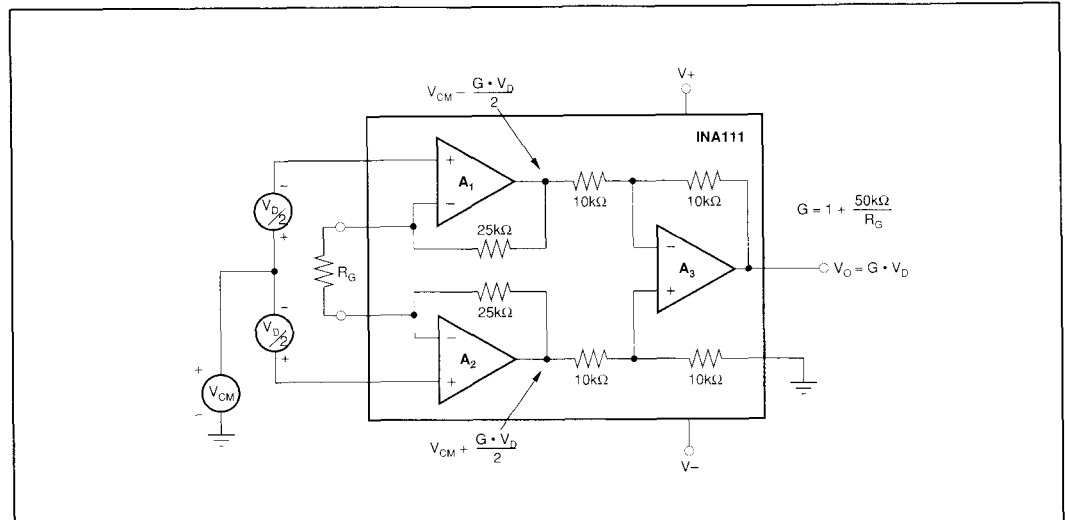 V_CM − G • V_D / 2
V+
INA111
+
A₁
−
10kΩ
10kΩ
G = 1 + 50kΩ / R_G
−
V_D/2
+
25kΩ
R_G
−
A₃
+
V_O = G • V_D
−
V_D/2
+
25kΩ
−
A₂
+
10kΩ
10kΩ
+
V_CM
−
V_CM + G • V_D / 2
V−